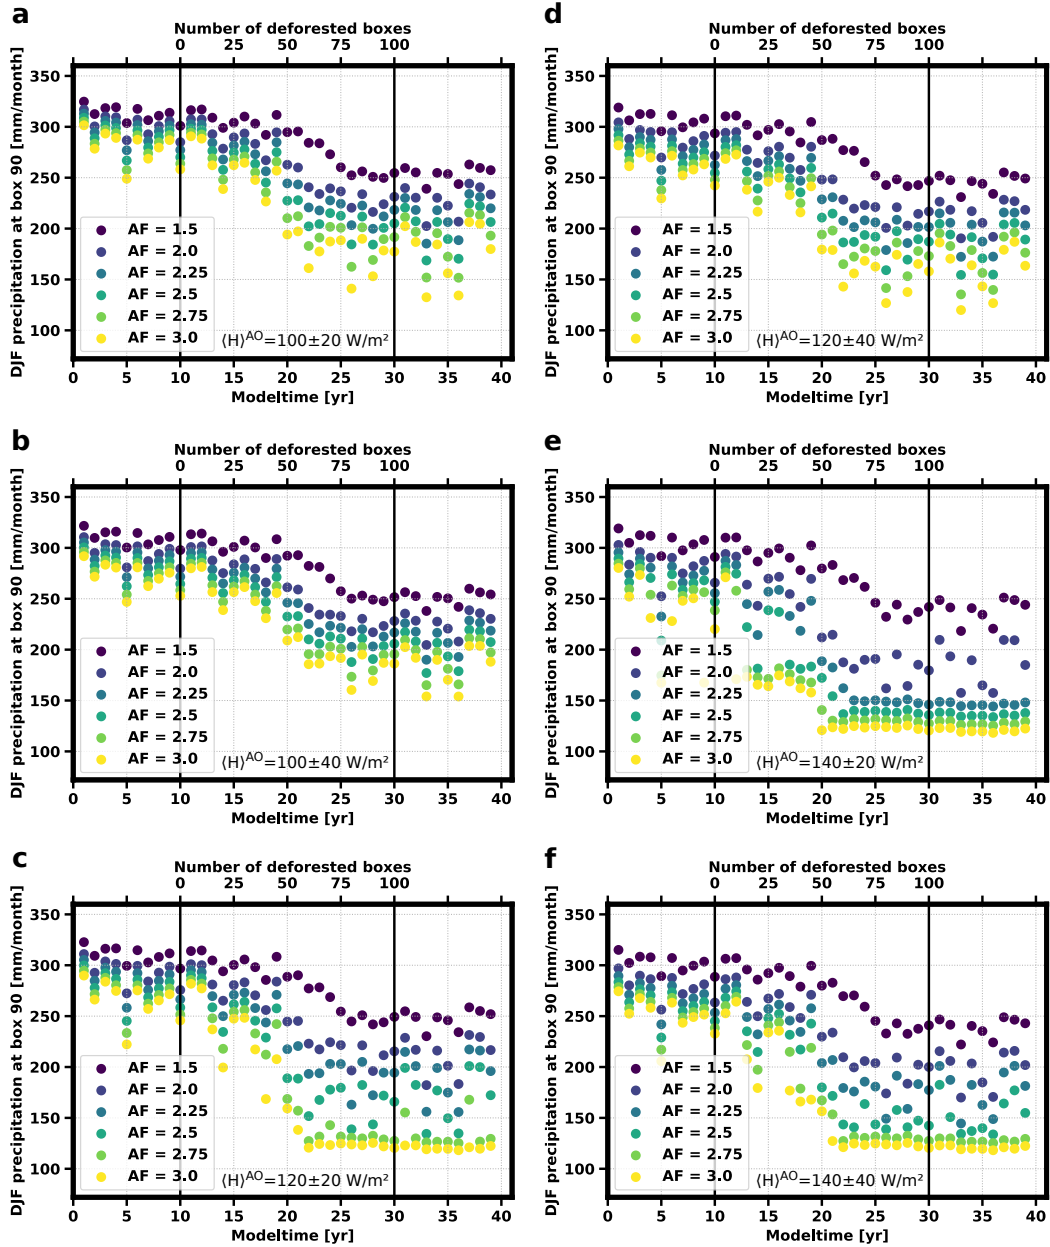 a
Number of deforested boxes
0 25 50 75 100
DJF precipitation at box 90 [mm/month]
350
300
250
200
150
100
AF = 1.5
AF = 2.0
AF = 2.25
AF = 2.5
AF = 2.75
AF = 3.0
⟨H⟩ᴬᴼ=100±20 W/m²
0 5 10 15 20 25 30 35 40
Modeltime [yr]
d
Number of deforested boxes
0 25 50 75 100
DJF precipitation at box 90 [mm/month]
350
300
250
200
150
100
AF = 1.5
AF = 2.0
AF = 2.25
AF = 2.5
AF = 2.75
AF = 3.0
⟨H⟩ᴬᴼ=120±40 W/m²
0 5 10 15 20 25 30 35 40
Modeltime [yr]
b
Number of deforested boxes
0 25 50 75 100
DJF precipitation at box 90 [mm/month]
350
300
250
200
150
100
AF = 1.5
AF = 2.0
AF = 2.25
AF = 2.5
AF = 2.75
AF = 3.0
⟨H⟩ᴬᴼ=100±40 W/m²
0 5 10 15 20 25 30 35 40
Modeltime [yr]
e
Number of deforested boxes
0 25 50 75 100
DJF precipitation at box 90 [mm/month]
350
300
250
200
150
100
AF = 1.5
AF = 2.0
AF = 2.25
AF = 2.5
AF = 2.75
AF = 3.0
⟨H⟩ᴬᴼ=140±20 W/m²
0 5 10 15 20 25 30 35 40
Modeltime [yr]
c
Number of deforested boxes
0 25 50 75 100
DJF precipitation at box 90 [mm/month]
350
300
250
200
150
100
AF = 1.5
AF = 2.0
AF = 2.25
AF = 2.5
AF = 2.75
AF = 3.0
⟨H⟩ᴬᴼ=120±20 W/m²
0 5 10 15 20 25 30 35 40
Modeltime [yr]
f
Number of deforested boxes
0 25 50 75 100
DJF precipitation at box 90 [mm/month]
350
300
250
200
150
100
AF = 1.5
AF = 2.0
AF = 2.25
AF = 2.5
AF = 2.75
AF = 3.0
⟨H⟩ᴬᴼ=140±40 W/m²
0 5 10 15 20 25 30 35 40
Modeltime [yr]